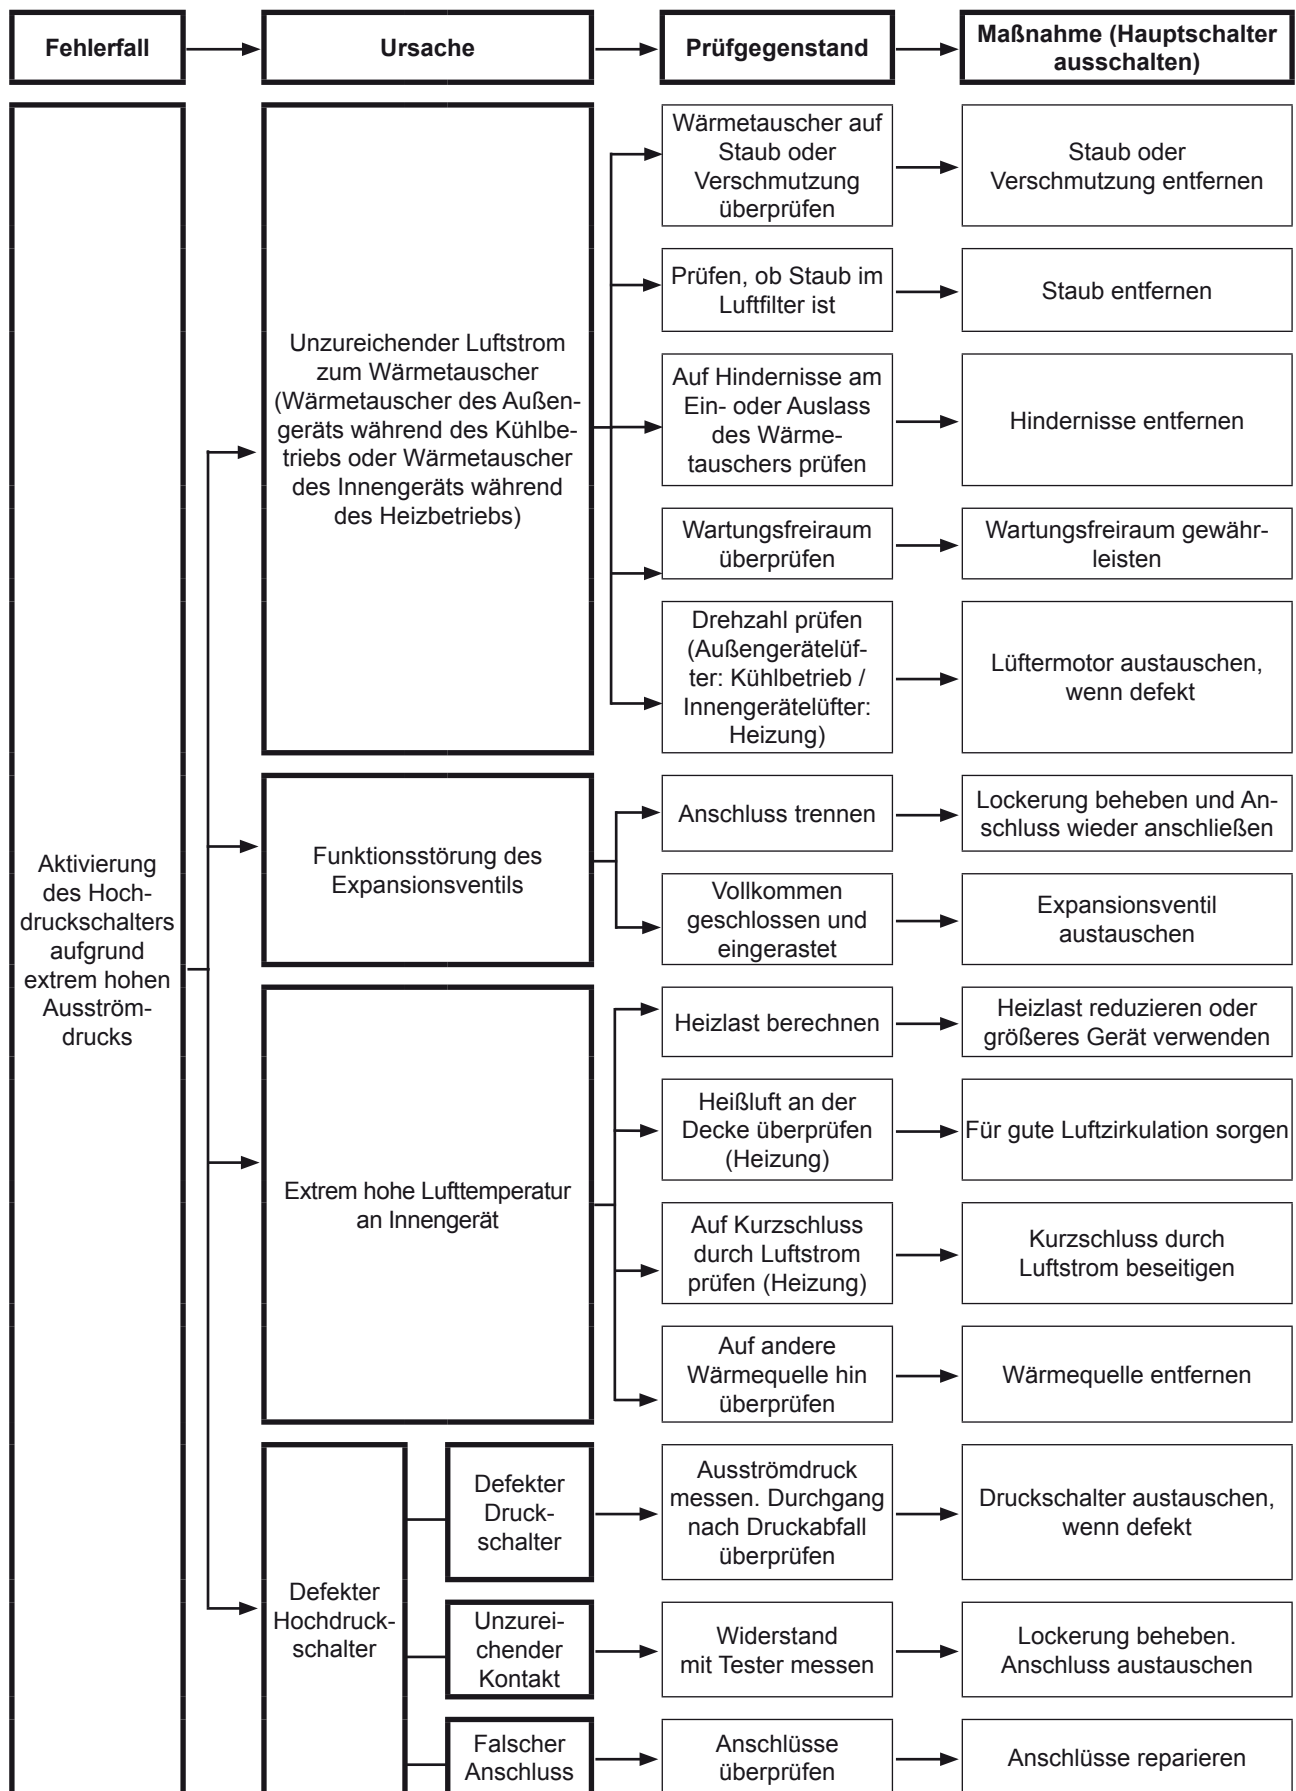 Fehlerfall
Ursache
Prüfgegenstand
Maßnahme (Hauptschalter
ausschalten)
Aktivierung
des Hoch-
druckschalters
aufgrund
extrem hohen
Ausström-
drucks
Unzureichender Luftstrom
zum Wärmetauscher
(Wärmetauscher des Außen-
geräts während des Kühlbe-
triebs oder Wärmetauscher
des Innengeräts während
des Heizbetriebs)
Wärmetauscher auf
Staub oder
Verschmutzung
überprüfen
Staub oder
Verschmutzung entfernen
Prüfen, ob Staub im
Luftfilter ist
Staub entfernen
Auf Hindernisse am
Ein- oder Auslass
des Wärme-
tauschers prüfen
Hindernisse entfernen
Wartungsfreiraum
überprüfen
Wartungsfreiraum gewähr-
leisten
Drehzahl prüfen
(Außengerätelüf-
fter: Kühlbetrieb /
Innengerätelüfter:
Heizung)
Lüftermotor austauschen,
wenn defekt
Funktionsstörung des
Expansionsventils
Anschluss trennen
Lockerung beheben und An-
schluss wieder anschließen
Vollkommen
geschlossen und
eingerastet
Expansionsventil
austauschen
Extrem hohe Lufttemperatur
an Innengerät
Heizlast berechnen
Heizlast reduzieren oder
größeres Gerät verwenden
Heißluft an der
Decke überprüfen
(Heizung)
Für gute Luftzirkulation sorgen
Auf Kurzschluss
durch Luftstrom
prüfen (Heizung)
Kurzschluss durch
Luftstrom beseitigen
Auf andere
Wärmequelle hin
überprüfen
Wärmequelle entfernen
Defekter
Hochdruck-
schalter
Defekter
Druck-
schalter
Ausströmdruck
messen. Durchgang
nach Druckabfall
überprüfen
Druckschalter austauschen,
wenn defekt
Unzurei-
chender
Kontakt
Widerstand
mit Tester messen
Lockerung beheben.
Anschluss austauschen
Falscher
Anschluss
Anschlüsse
überprüfen
Anschlüsse reparieren